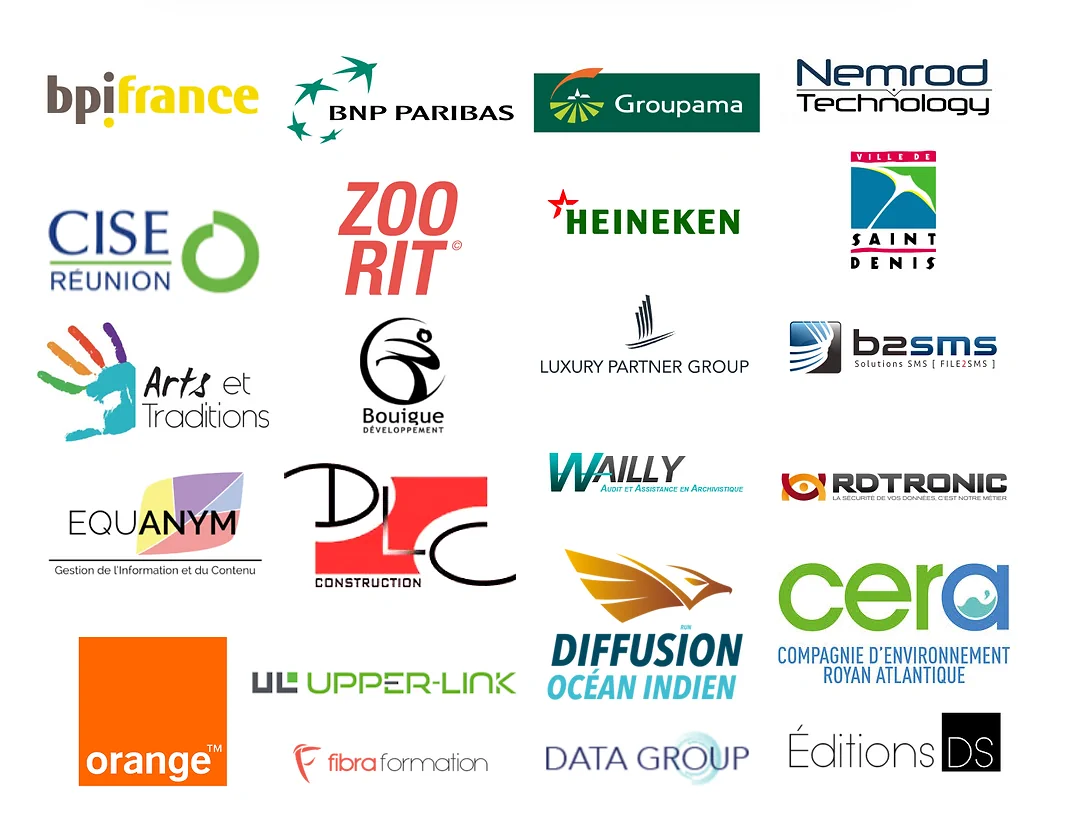 bpifrance
BNP PARIBAS
Groupama
Nemrod
Technology
CISE
RÉUNION
ZOO
RIT©
HEINEKEN
VILLE DE
SAINT
DENIS
Arts et
Traditions
Bouigue
DÉVELOPPEMENT
LUXURY PARTNER GROUP
b2sms
Solutions SMS [ FILE2SMS ]
EQUANYM
Gestion de l'Information et du Contenu
DLC
CONSTRUCTION
WAILLY
AUDIT ET ASSISTANCE EN ARCHIVISTIQUE
RDTRONIC
LA SÉCURITÉ DE VOS DONNÉES, C'EST NOTRE MÉTIER
RUN
DIFFUSION
OCÉAN INDIEN
cera
COMPAGNIE D'ENVIRONNEMENT
ROYAN ATLANTIQUE
orange™
UL UPPER-LINK
fibra formation
DATA GROUP
Éditions DS